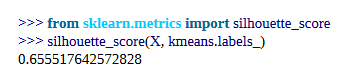 >>> from sklearn.metrics import silhouette_score
>>> silhouette_score(X, kmeans.labels_)
0.655517642572828